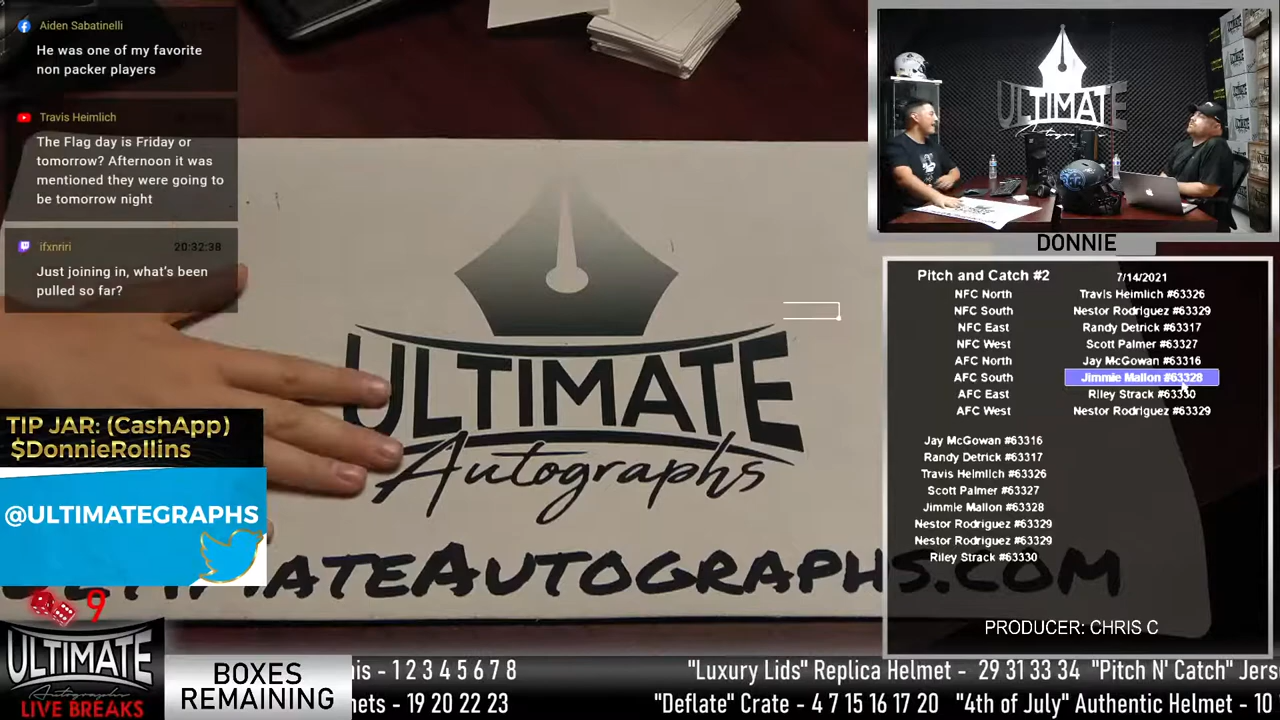 Aiden Sabatinelli
He was one of my favorite
non packer players
Travis Heimlich
The Flag day is Friday or
tomorrow? Afternoon it was
mentioned they were going to
be tomorrow night
ifxnriri 20:32:38
Just joining in, what's been
pulled so far?
TIP JAR: (CashApp)
$DonnieRollins
@ULTIMATEGRAPHS
9
ULTIMATE
Autographs
LIVE BREAKS
ULTIMATE
Autographs
ULTIMATEAUTOGRAPHS.COM
ULTIMATE
DONNIE
Pitch and Catch #2 7/14/2021
NFC North Travis Heimlich #63326
NFC South Nestor Rodriguez #63329
NFC East Randy Detrick #63317
NFC West Scott Palmer #63327
AFC North Jay McGowan #63316
AFC South Jimmie Mallon #63328
AFC East Riley Strack #63330
AFC West Nestor Rodriguez #63329
Jay McGowan #63316
Randy Detrick #63317
Travis Heimlich #63326
Scott Palmer #63327
Jimmie Mallon #63328
Nestor Rodriguez #63329
Nestor Rodriguez #63329
Riley Strack #63330
PRODUCER: CHRIS C
BOXES
REMAINING
is - 1 2 3 4 5 6 7 8 "Luxury Lids" Replica Helmet - 29 31 33 34 "Pitch N' Catch" Jers
ets - 19 20 22 23 "Deflate" Crate - 4 7 15 16 17 20 "4th of July" Authentic Helmet - 10